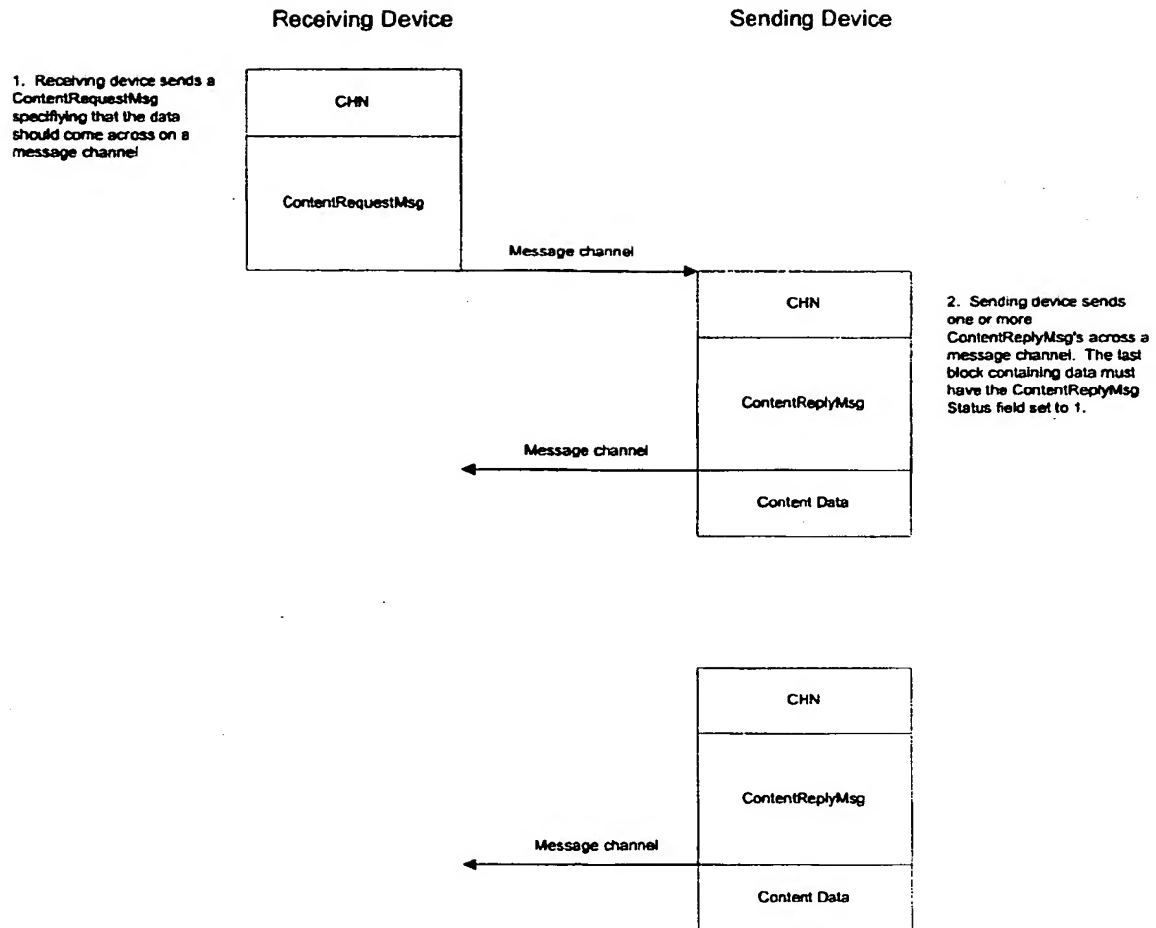 Receiving Device
Sending Device
1. Receiving device sends a
ContentRequestMsg
specifiying that the data
should come across on a
message channel
CHN
ContentRequestMsg
Message channel
CHN
ContentReplyMsg
Message channel
Content Data
2. Sending device sends
one or more
ContentReplyMsg's across a
message channel. The last
block containing data must
have the ContentReplyMsg
Status field set to 1.
CHN
ContentReplyMsg
Message channel
Content Data